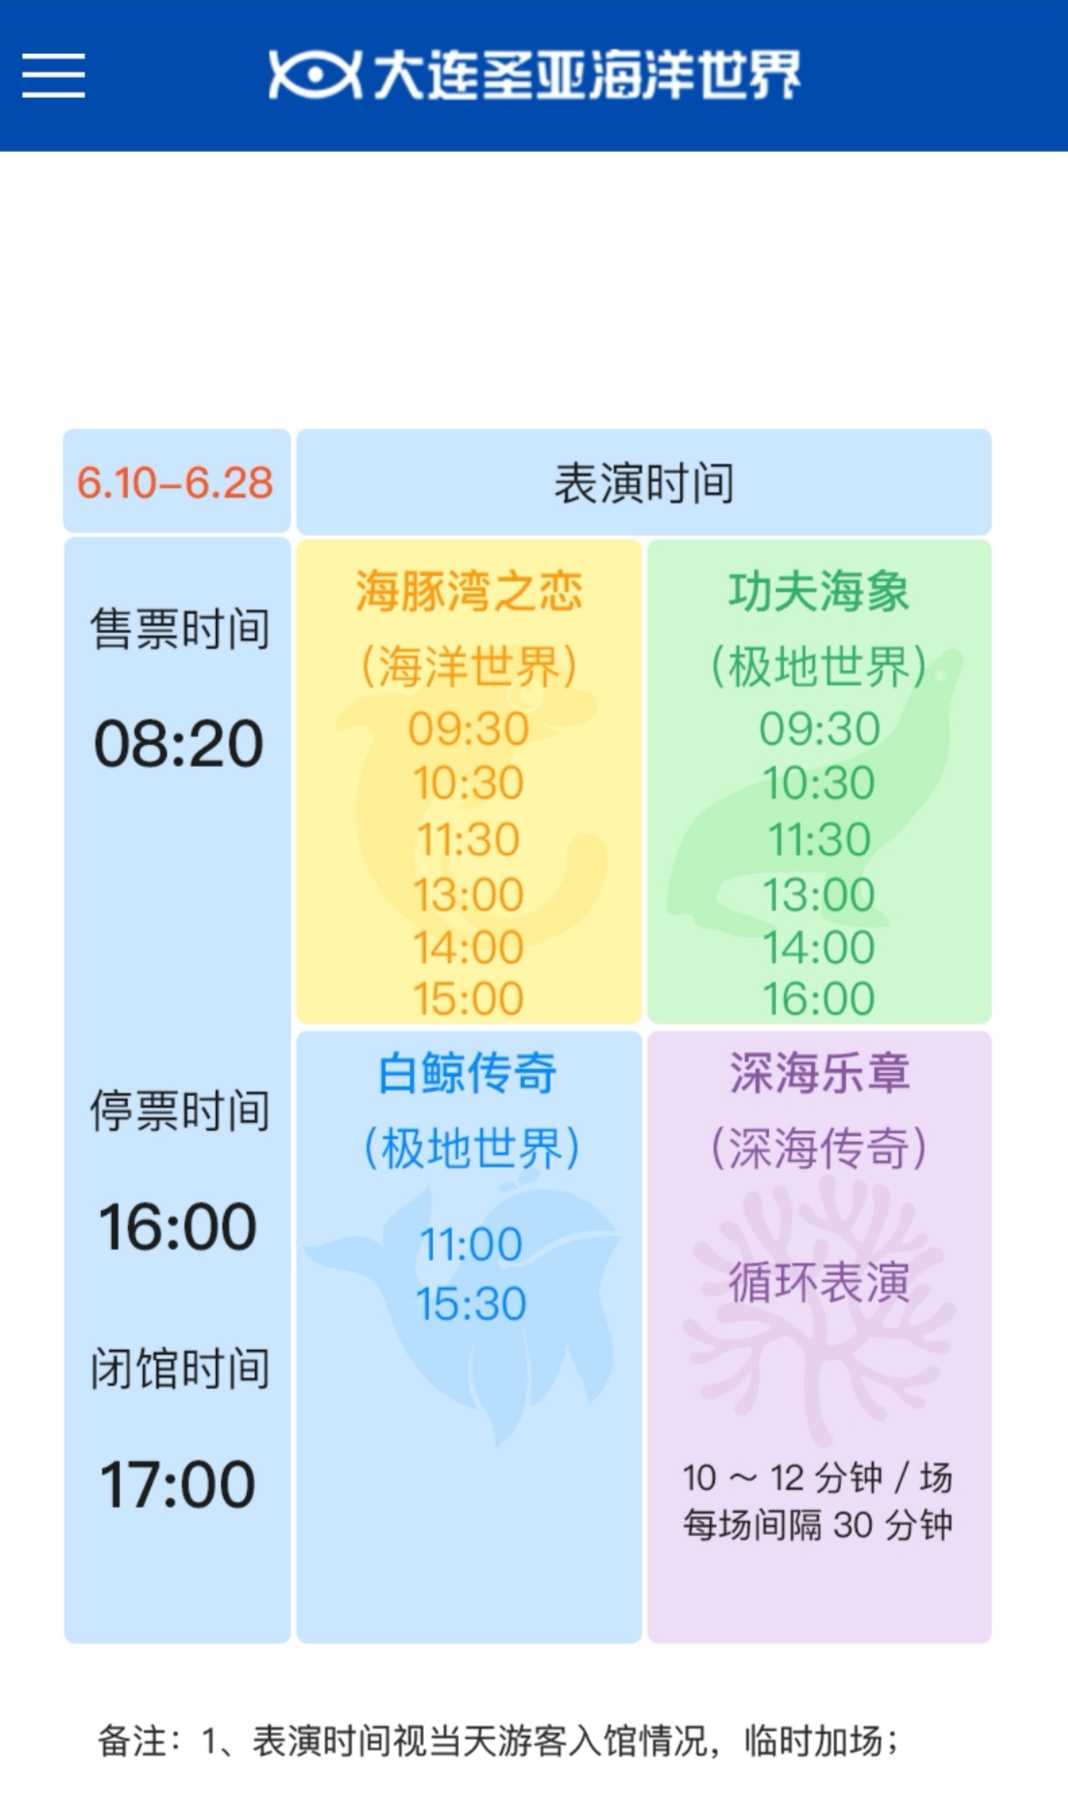 大连圣亚海洋世界
6.10–6.28
表演时间
售票时间
08:20
停票时间
16:00
闭馆时间
17:00
海豚湾之恋
(海洋世界)
09:30
10:30
11:30
13:00
14:00
15:00
功夫海象
(极地世界)
09:30
10:30
11:30
13:00
14:00
16:00
白鲸传奇
(极地世界)
11:00
15:30
深海乐章
(深海传奇)
循环表演
10 ～ 12 分钟 / 场
每场间隔 30 分钟
备注：1、表演时间视当天游客入馆情况，临时加场；